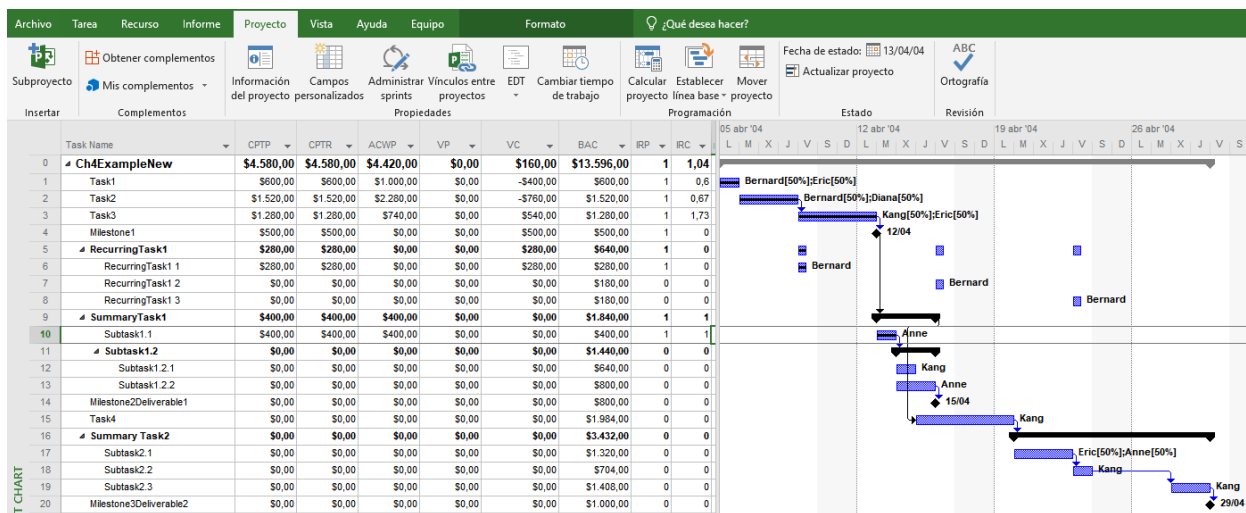 Archivo Tarea Recurso Informe Proyecto Vista Ayuda Equipo Formato ¿Qué desea hacer?
Subproyecto
Obtener complementos
Mis complementos
Información del proyecto
Campos personalizados
Administrar sprints
Vínculos entre proyectos
EDT
Cambiar tiempo de trabajo
Calcular proyecto
Establecer línea base
Mover proyecto
Fecha de estado: 13/04/04
Actualizar proyecto
ABC
Ortografía
Insertar Complementos Propiedades Programación Estado Revisión
05 abr '04 12 abr '04 19 abr '04 26 abr '04
Task Name CPTP CPTR ACWP VP VC BAC IRP IRC L M X J V S D L M X J V S D L M X J V S D L M X J V S
0 Ch4ExampleNew $4.580,00 $4.580,00 $4.420,00 $0,00 $160,00 $13.596,00 1 1,04
1 Task1 $600,00 $600,00 $1.000,00 $0,00 -$400,00 $600,00 1 0,6 Bernard[50%];Eric[50%]
2 Task2 $1.520,00 $1.520,00 $2.280,00 $0,00 -$760,00 $1.520,00 1 0,67 Bernard[50%];Diana[50%]
3 Task3 $1.280,00 $1.280,00 $740,00 $0,00 $540,00 $1.280,00 1 1,73 Kang[50%];Eric[50%]
4 Milestone1 $500,00 $500,00 $0,00 $0,00 $500,00 $500,00 1 0 12/04
5 RecurringTask1 $280,00 $280,00 $0,00 $0,00 $280,00 $640,00 1 0
6 RecurringTask1 1 $280,00 $280,00 $0,00 $0,00 $280,00 $280,00 1 0 Bernard
7 RecurringTask1 2 $0,00 $0,00 $0,00 $0,00 $0,00 $180,00 0 0 Bernard
8 RecurringTask1 3 $0,00 $0,00 $0,00 $0,00 $0,00 $180,00 0 0 Bernard
9 SummaryTask1 $400,00 $400,00 $400,00 $0,00 $0,00 $1.840,00 1 1
10 Subtask1.1 $400,00 $400,00 $400,00 $0,00 $0,00 $400,00 1 1 Anne
11 Subtask1.2 $0,00 $0,00 $0,00 $0,00 $0,00 $1.440,00 0 0
12 Subtask1.2.1 $0,00 $0,00 $0,00 $0,00 $0,00 $640,00 0 0 Kang
13 Subtask1.2.2 $0,00 $0,00 $0,00 $0,00 $0,00 $800,00 0 0 Anne
14 Milestone2Deliverable1 $0,00 $0,00 $0,00 $0,00 $0,00 $800,00 0 0 15/04
15 Task4 $0,00 $0,00 $0,00 $0,00 $0,00 $1.984,00 0 0 Kang
16 Summary Task2 $0,00 $0,00 $0,00 $0,00 $0,00 $3.432,00 0 0
17 Subtask2.1 $0,00 $0,00 $0,00 $0,00 $0,00 $1.320,00 0 0 Eric[50%];Anne[50%]
18 Subtask2.2 $0,00 $0,00 $0,00 $0,00 $0,00 $704,00 0 0 Kang
19 Subtask2.3 $0,00 $0,00 $0,00 $0,00 $0,00 $1.408,00 0 0 Kang
20 Milestone3Deliverable2 $0,00 $0,00 $0,00 $0,00 $0,00 $1.000,00 0 0 29/04
T CHART